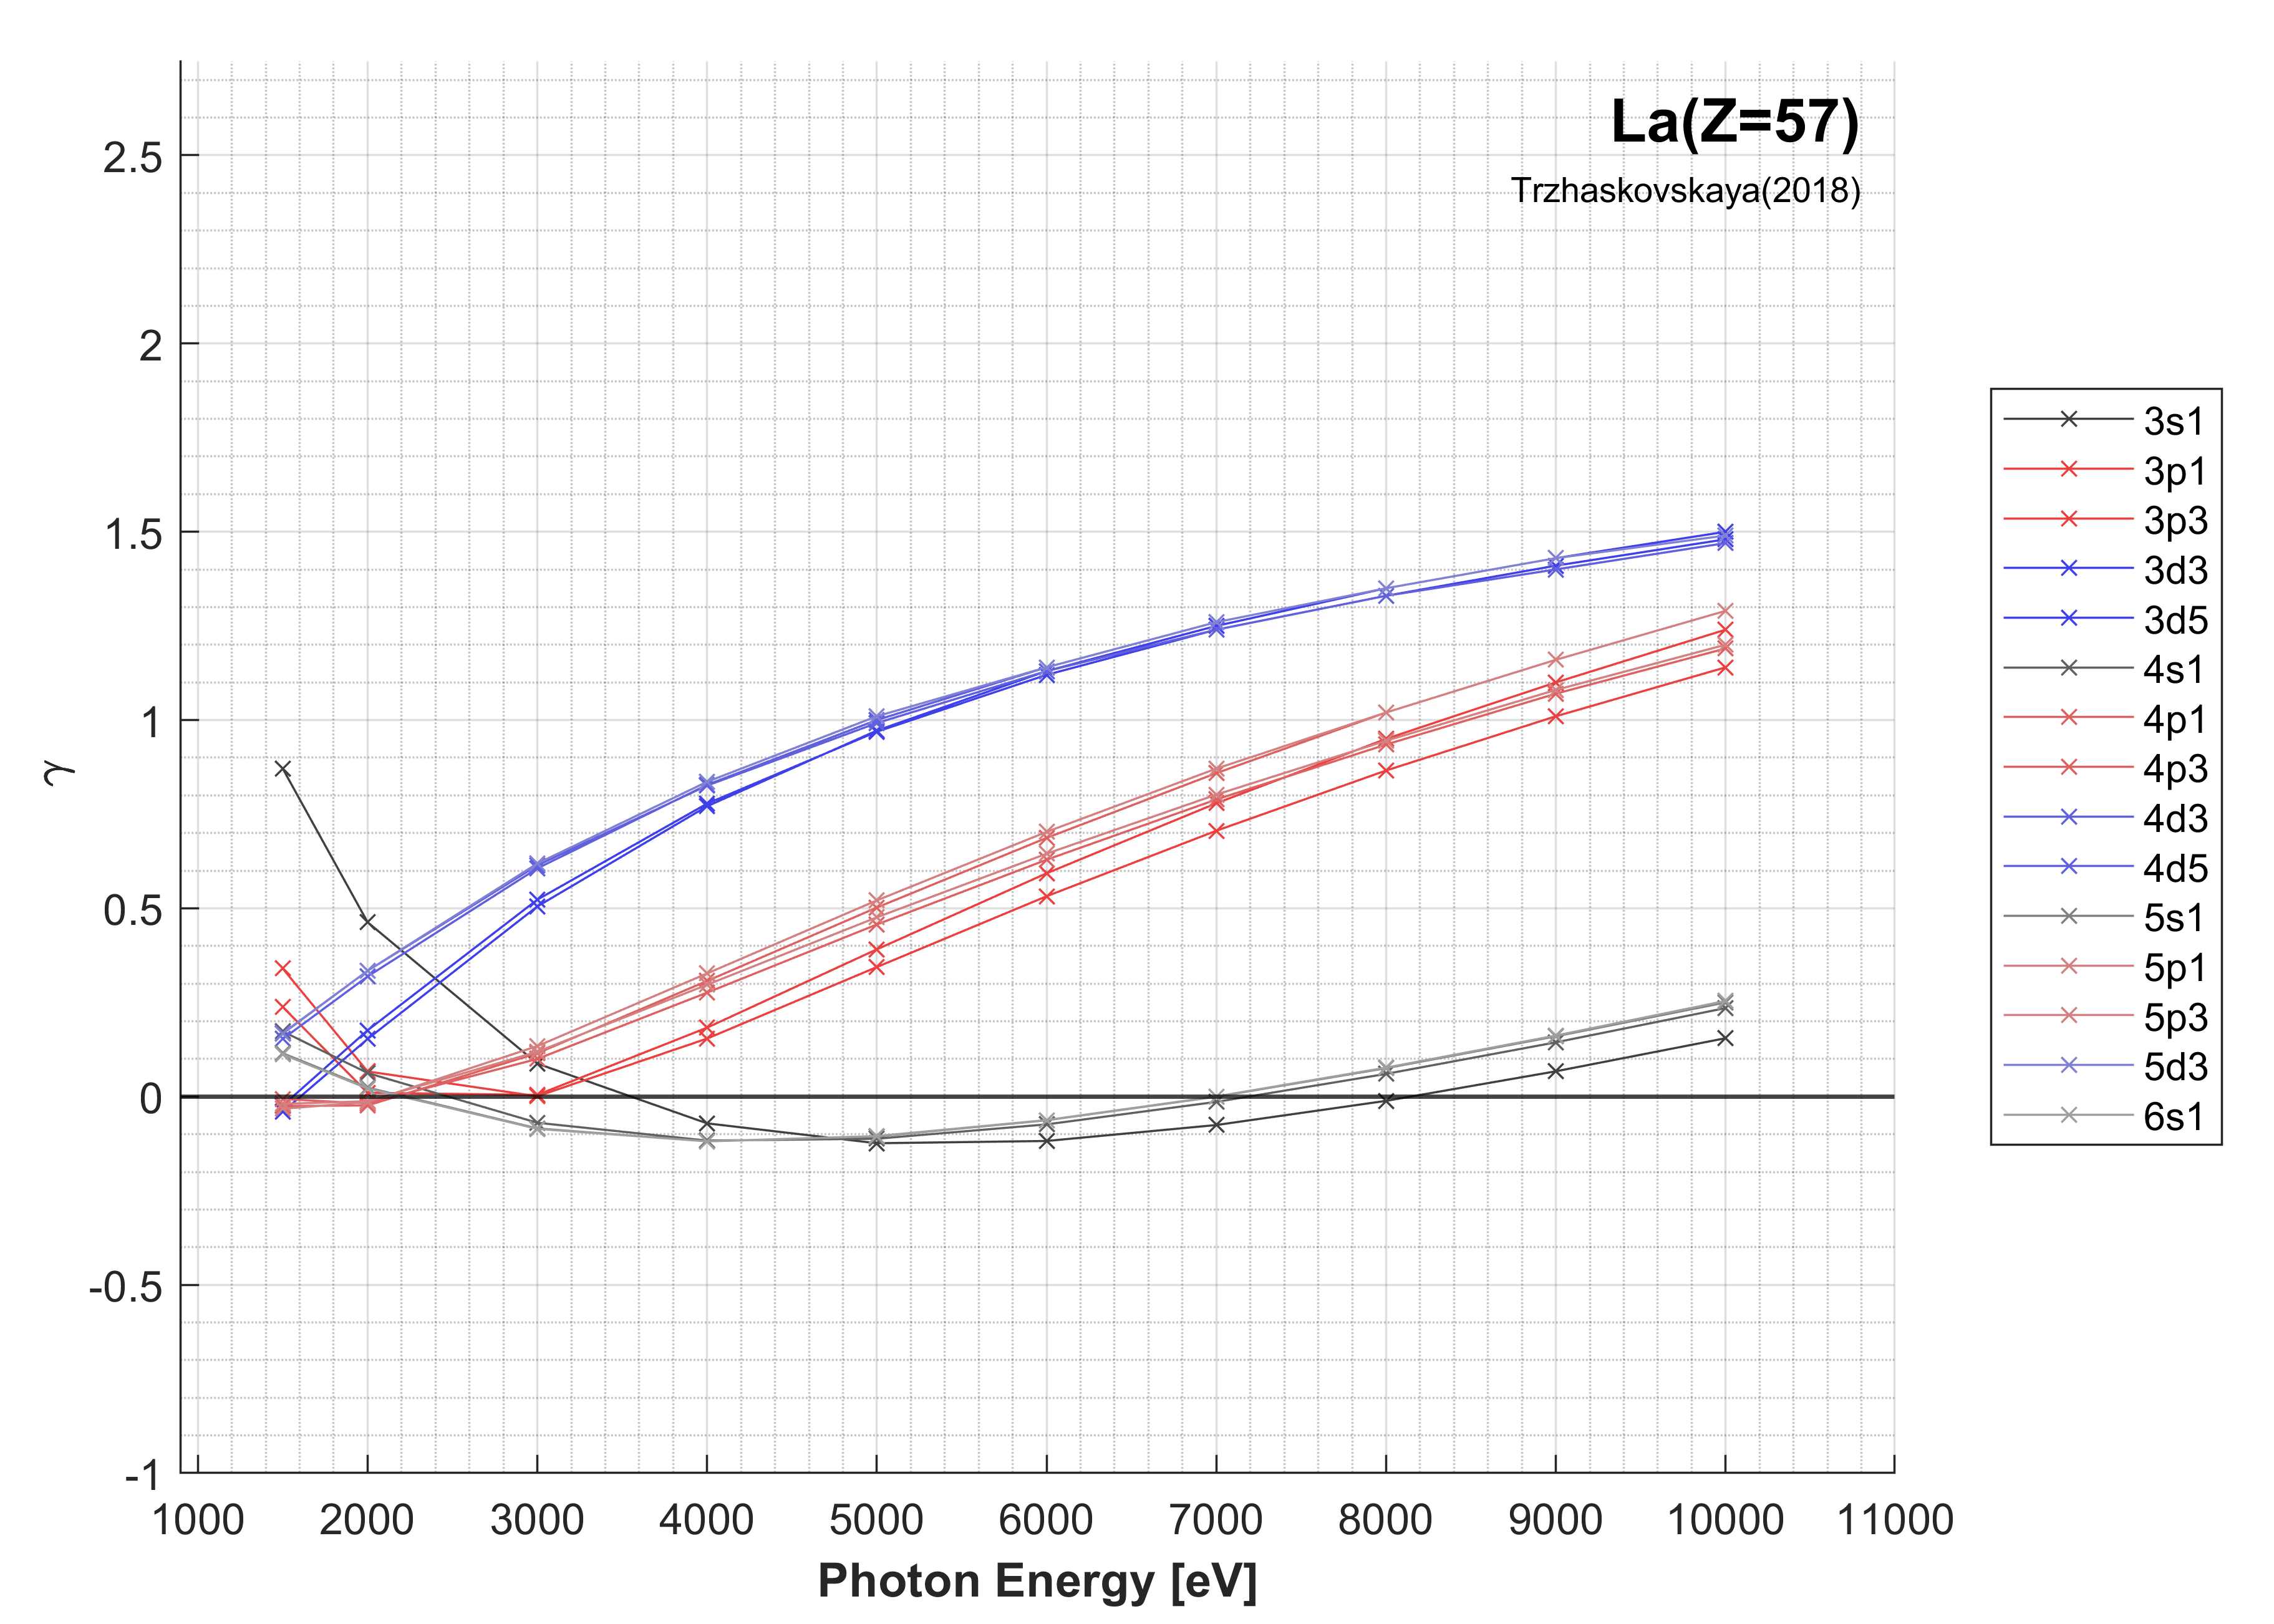 La(Z=57)
Trzhaskovskaya(2018)
2.5
2
1.5
1
0.5
0
-0.5
-1
γ
1000 2000 3000 4000 5000 6000 7000 8000 9000 10000 11000
Photon Energy [eV]
3s1
3p1
3p3
3d3
3d5
4s1
4p1
4p3
4d3
4d5
5s1
5p1
5p3
5d3
6s1